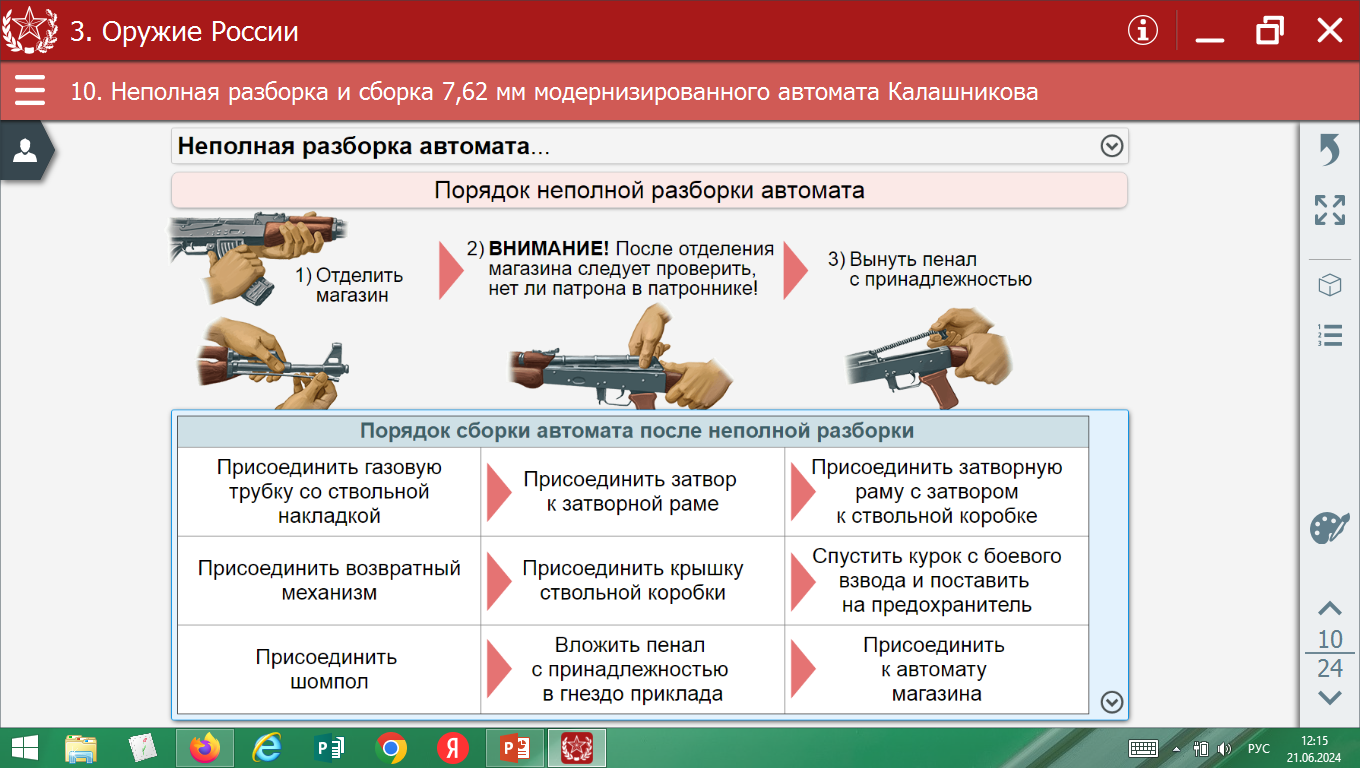 3. Оружие России
10. Неполная разборка и сборка 7,62 мм модернизированного автомата Калашникова
Неполная разборка автомата...
Порядок неполной разборки автомата
1) Отделить
магазин
2) ВНИМАНИЕ! После отделения
магазина следует проверить,
нет ли патрона в патроннике!
3) Вынуть пенал
с принадлежностью
Порядок сборки автомата после неполной разборки
Присоединить газовую
трубку со ствольной
накладкой
Присоединить затвор
к затворной раме
Присоединить затворную
раму с затвором
к ствольной коробке
Присоединить возвратный
механизм
Присоединить крышку
ствольной коробки
Спустить курок с боевого
взвода и поставить
на предохранитель
Присоединить
шомпол
Вложить пенал
с принадлежностью
в гнездо приклада
Присоединить
к автомату
магазина
10
24
РУС
12:15
21.06.2024